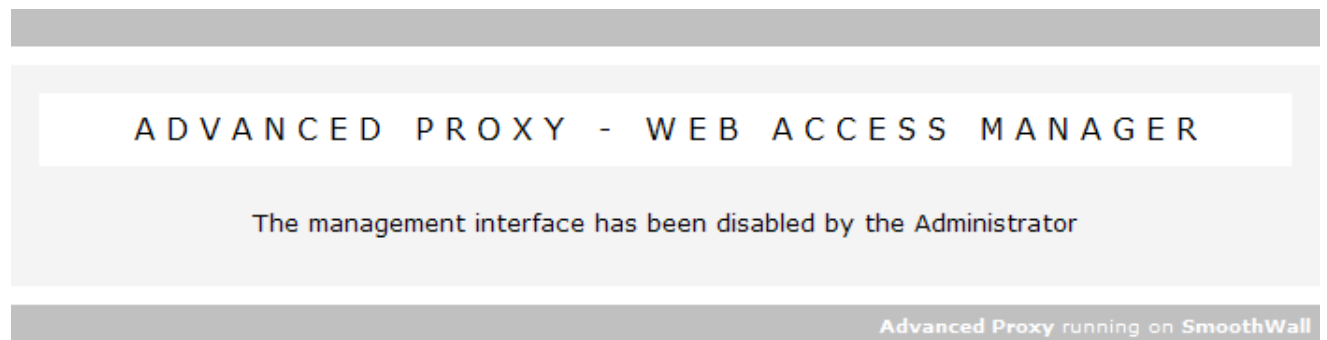 ADVANCED PROXY - WEB ACCESS MANAGER
The management interface has been disabled by the Administrator
Advanced Proxy running on SmoothWall